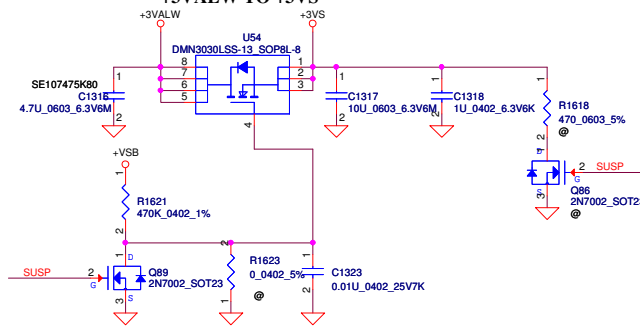 +3VALW TO +3VS
+3VALW
+3VS
U54
DMN3030LSS-13_SOP8L-8
8
7
6
5
1
2
3
4
SE107475K80
1
C1316
4.7U_0603_6.3V6M
2
1
C1317
10U_0603_6.3V6M
2
1
C1318
1U_0402_6.3V6K
2
1
R1618
470_0603_5%
2
@
D
1
SUSP
2
G
S
3
Q86
2N7002_SOT23
@
+VSB
1
R1621
470K_0402_1%
2
1
D
SUSP
2
G
Q89
2N7002_SOT23
3
S
2
R1623
0_0402_5%
1
@
1
C1323
0.01U_0402_25V7K
2